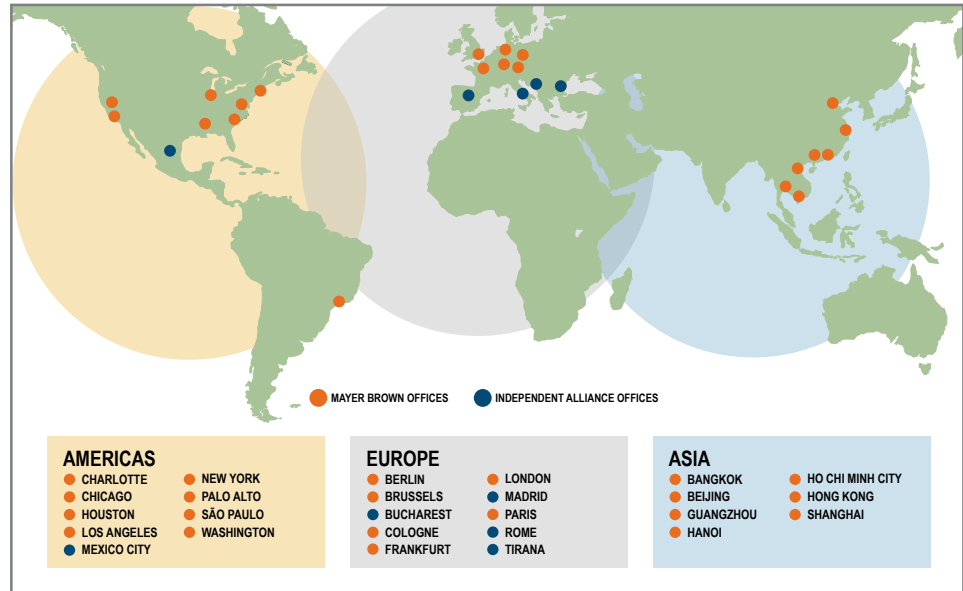 MAYER BROWN OFFICES
INDEPENDENT ALLIANCE OFFICES
AMERICAS
CHARLOTTE
CHICAGO
HOUSTON
LOS ANGELES
MEXICO CITY
NEW YORK
PALO ALTO
SÃO PAULO
WASHINGTON
EUROPE
BERLIN
BRUSSELS
BUCHAREST
COLOGNE
FRANKFURT
LONDON
MADRID
PARIS
ROME
TIRANA
ASIA
BANGKOK
BEIJING
GUANGZHOU
HANOI
HO CHI MINH CITY
HONG KONG
SHANGHAI